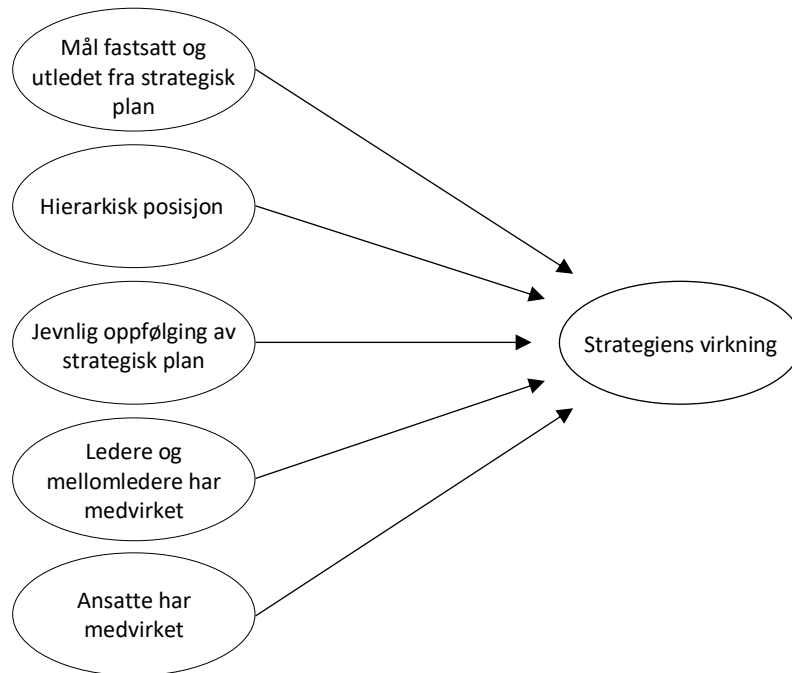 Mål fastsatt og
utledet fra strategisk
plan
Hierarkisk posisjon
Jevnlig oppfølging av
strategisk plan
Strategiens virkning
Ledere og
mellomledere har
medvirket
Ansatte har
medvirket